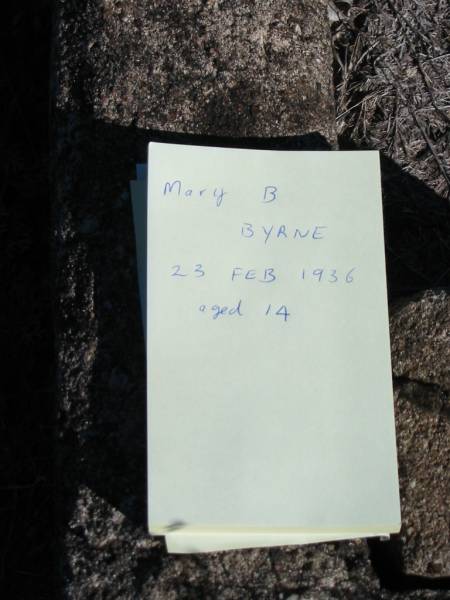 Mary B
BYRNE
23 FEB 1936
aged 14